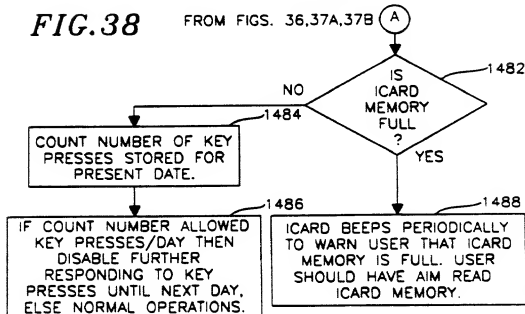 FIG.38
FROM FIGS. 36,37A,37B
A
1482
IS
ICARD
MEMORY
FULL
?
NO
YES
1484
COUNT NUMBER OF KEY
PRESSES STORED FOR
PRESENT DATE.
1486
IF COUNT NUMBER ALLOWED
KEY PRESSES/DAY THEN
DISABLE FURTHER
RESPONDING TO KEY
PRESSES UNTIL NEXT DAY,
ELSE NORMAL OPERATIONS.
1488
ICARD BEEPS PERIODICALLY
TO WARN USER THAT ICARD
MEMORY IS FULL. USER
SHOULD HAVE AIM READ
ICARD MEMORY.